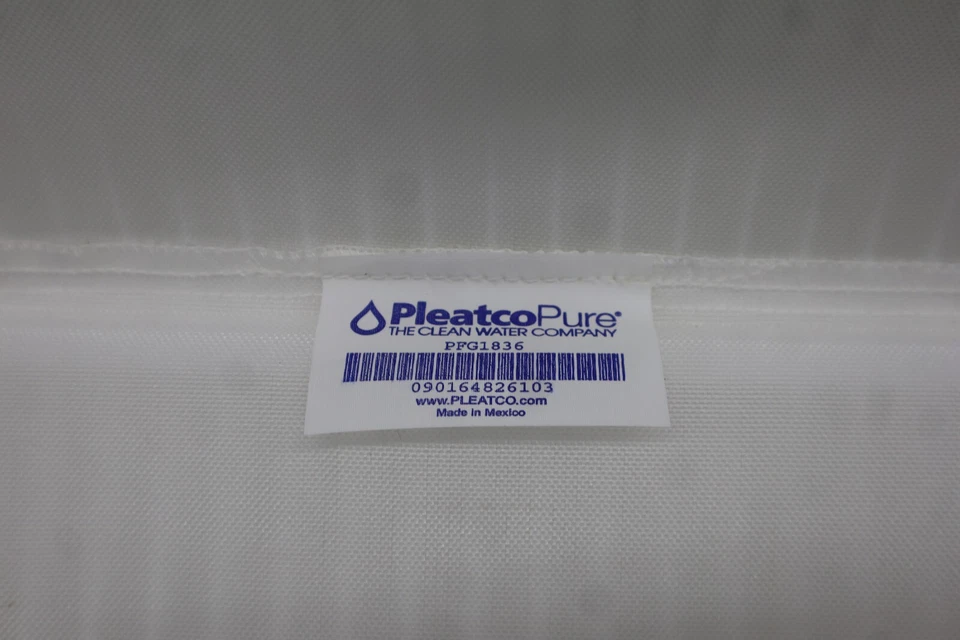 PleatcoPure®
THE CLEAN WATER COMPANY
PFG1836
090164826103
www.PLEATCO.com
Made in Mexico